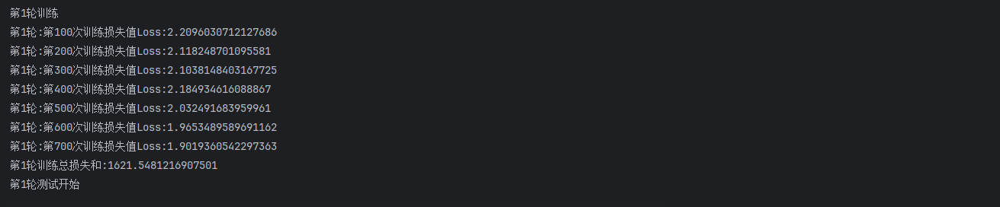 第1轮训练
第1轮:第100次训练损失值Loss:2.2096030712127686
第1轮:第200次训练损失值Loss:2.118248701095581
第1轮:第300次训练损失值Loss:2.1038148403167725
第1轮:第400次训练损失值Loss:2.184934616088867
第1轮:第500次训练损失值Loss:2.032491683959961
第1轮:第600次训练损失值Loss:1.9653489589691162
第1轮:第700次训练损失值Loss:1.9019360542297363
第1轮训练总损失和:1621.5481216907501
第1轮测试开始